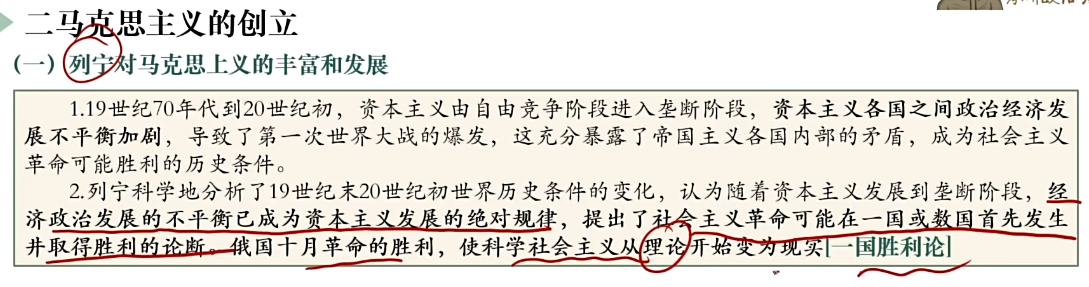 二马克思主义的创立
(一) 列宁对马克思上义的丰富和发展
1.19世纪70年代到20世纪初，资本主义由自由竞争阶段进入垄断阶段，资本主义各国之间政治经济发
展不平衡加剧，导致了第一次世界大战的爆发，这充分暴露了帝国主义各国内部的矛盾，成为社会主义
革命可能胜利的历史条件。
2.列宁科学地分析了19世纪末20世纪初世界历史条件的变化，认为随着资本主义发展到垄断阶段，经
济政治发展的不平衡已成为资本主义发展的绝对规律，提出了社会主义革命可能在一国或数国首先发生
并取得胜利的论断。俄国十月革命的胜利，使科学社会主义从理论开始变为现实[一国胜利论]